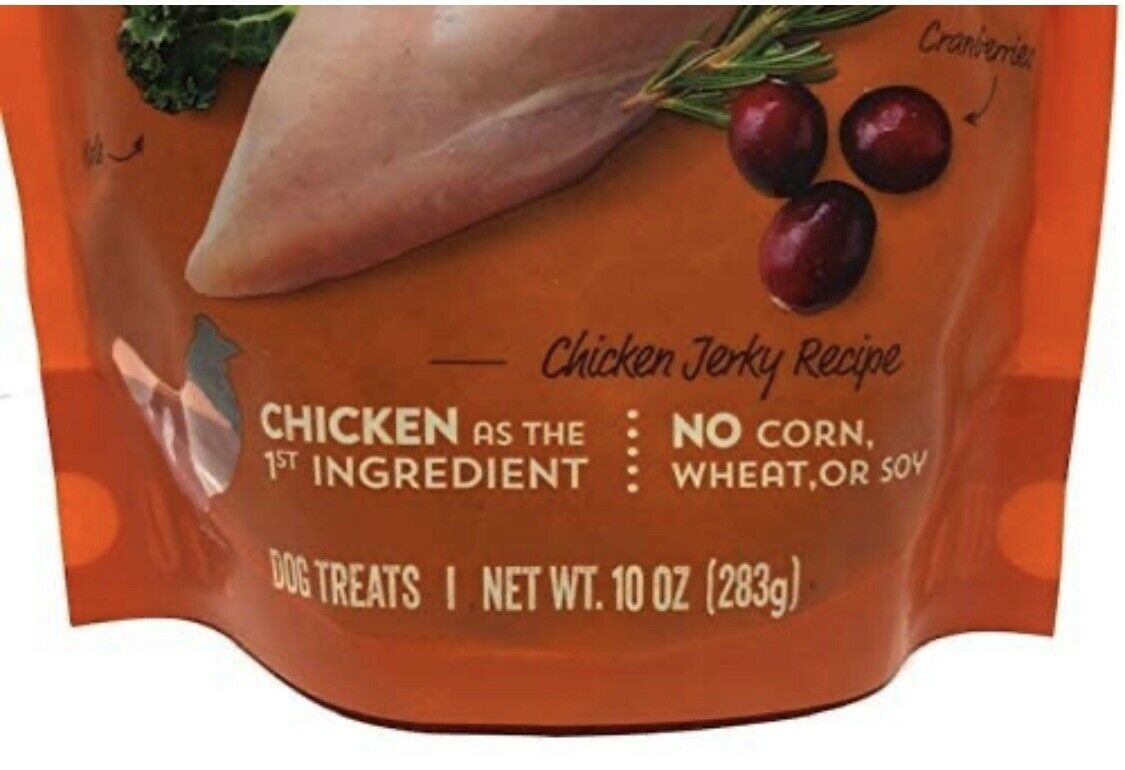 Cranberries
Chicken Jerky Recipe
CHICKEN AS THE
1ST INGREDIENT
NO CORN,
WHEAT, OR SOY
DOG TREATS | NET WT. 10 OZ (283g)